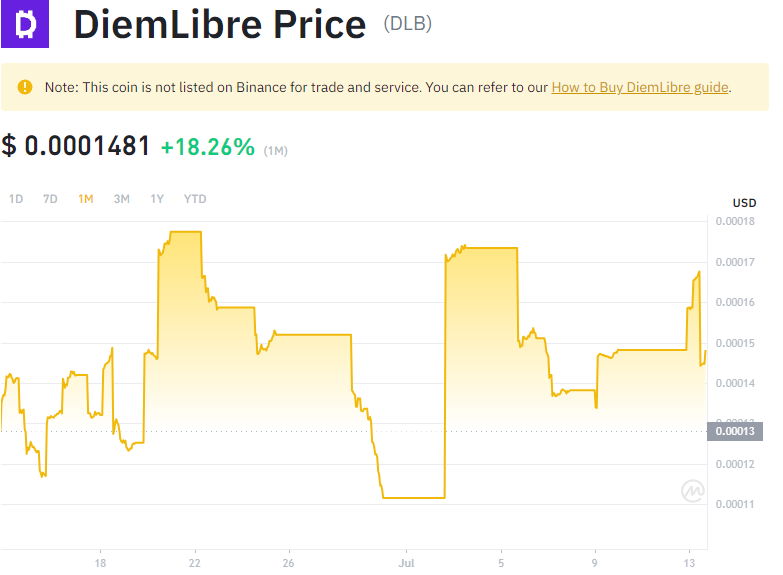 DiemLibre Price (DLB)
Note: This coin is not listed on Binance for trade and service. You can refer to our How to Buy DiemLibre guide.
$ 0.0001481 +18.26% (1M)
1D 7D 1M 3M 1Y YTD
USD
0.00018
0.00017
0.00016
0.00015
0.00014
0.00013
0.00012
0.00011
18 22 26 Jul 5 9 13